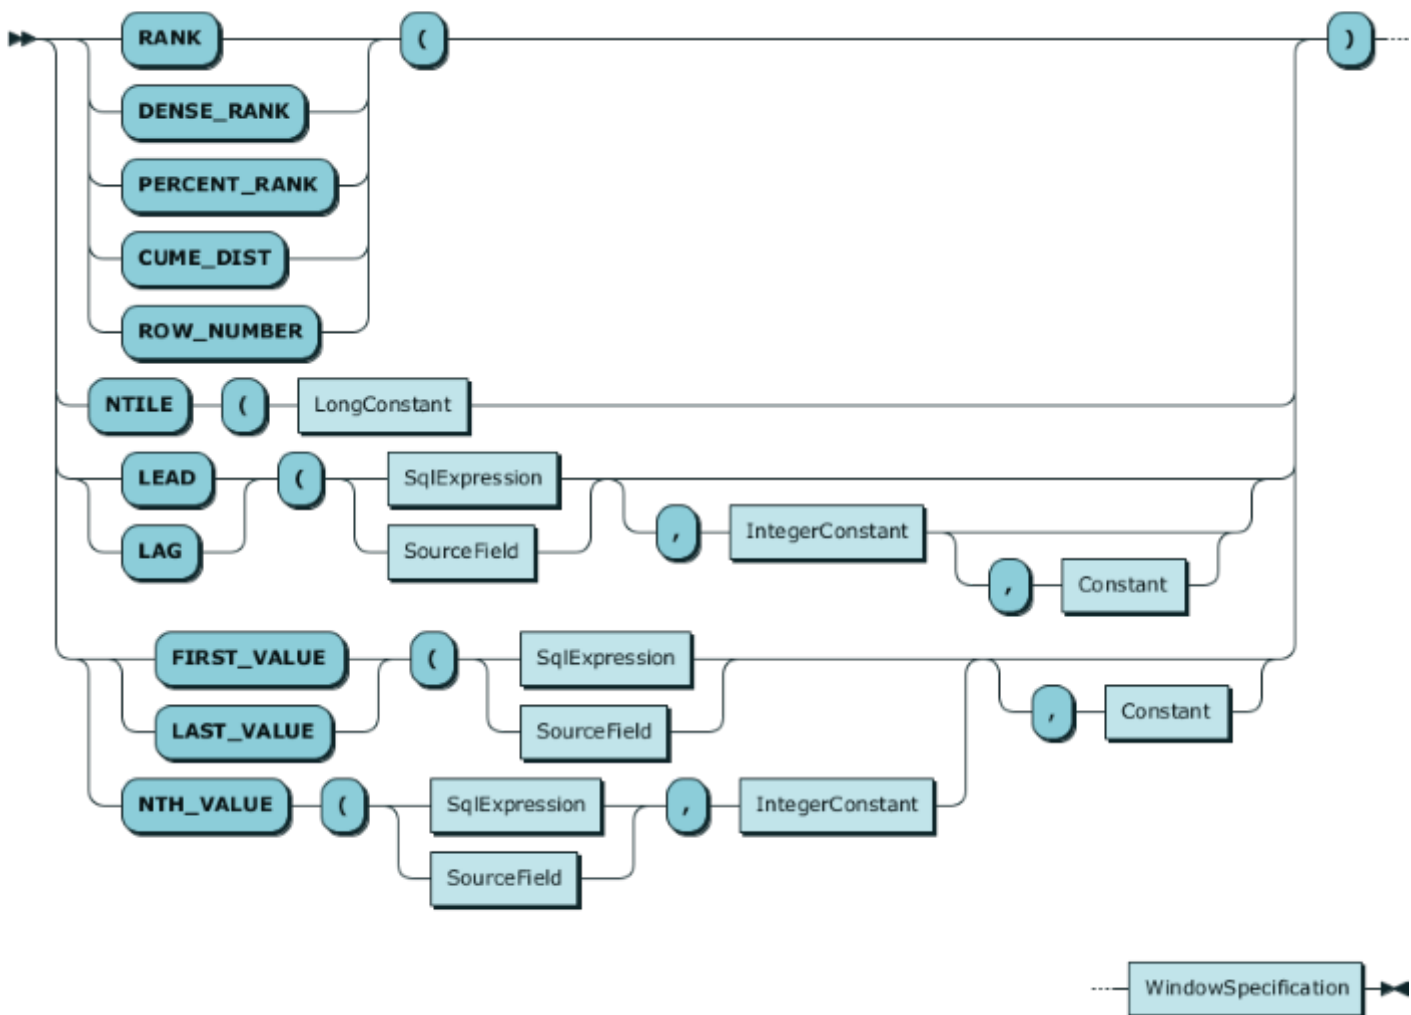 RANK (  )
DENSE_RANK
PERCENT_RANK
CUME_DIST
ROW_NUMBER
NTILE ( LongConstant
LEAD ( SqlExpression
, IntegerConstant
LAG SourceField
, Constant
FIRST_VALUE ( SqlExpression
, Constant
LAST_VALUE SourceField
NTH_VALUE ( SqlExpression , IntegerConstant
SourceField
WindowSpecification